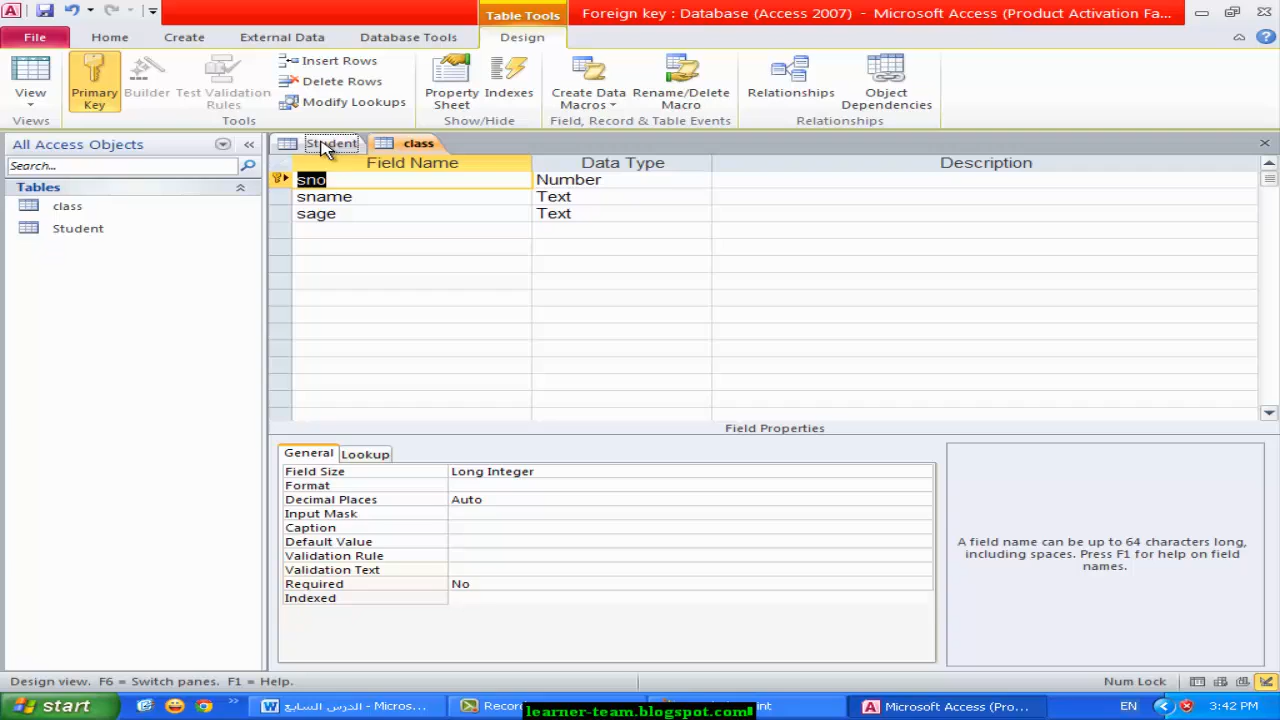 Table Tools
Foreign key : Database (Access 2007) - Microsoft Access (Product Activation Fa...
File
Home
Create
External Data
Database Tools
Design
View
Primary Key
Builder
Test Validation Rules
Insert Rows
Delete Rows
Modify Lookups
Property Sheet
Indexes
Create Data Macros
Rename/Delete Macro
Relationships
Object Dependencies
Views
Tools
Show/Hide
Field, Record & Table Events
Relationships
All Access Objects
Search...
Tables
class
Student
Student
class
Field Name
Data Type
Description
sno
Number
sname
Text
sage
Text
Field Properties
General
Lookup
Field Size
Long Integer
Format
Decimal Places
Auto
Input Mask
Caption
Default Value
Validation Rule
Validation Text
Required
No
Indexed
A field name can be up to 64 characters long,
including spaces. Press F1 for help on field
names.
Design view. F6 = Switch panes. F1 = Help.
Num Lock
start
الدرس السابع - Micros...
Microsoft Access (Pro...
EN
3:42 PM
learner-team.blogspot.com